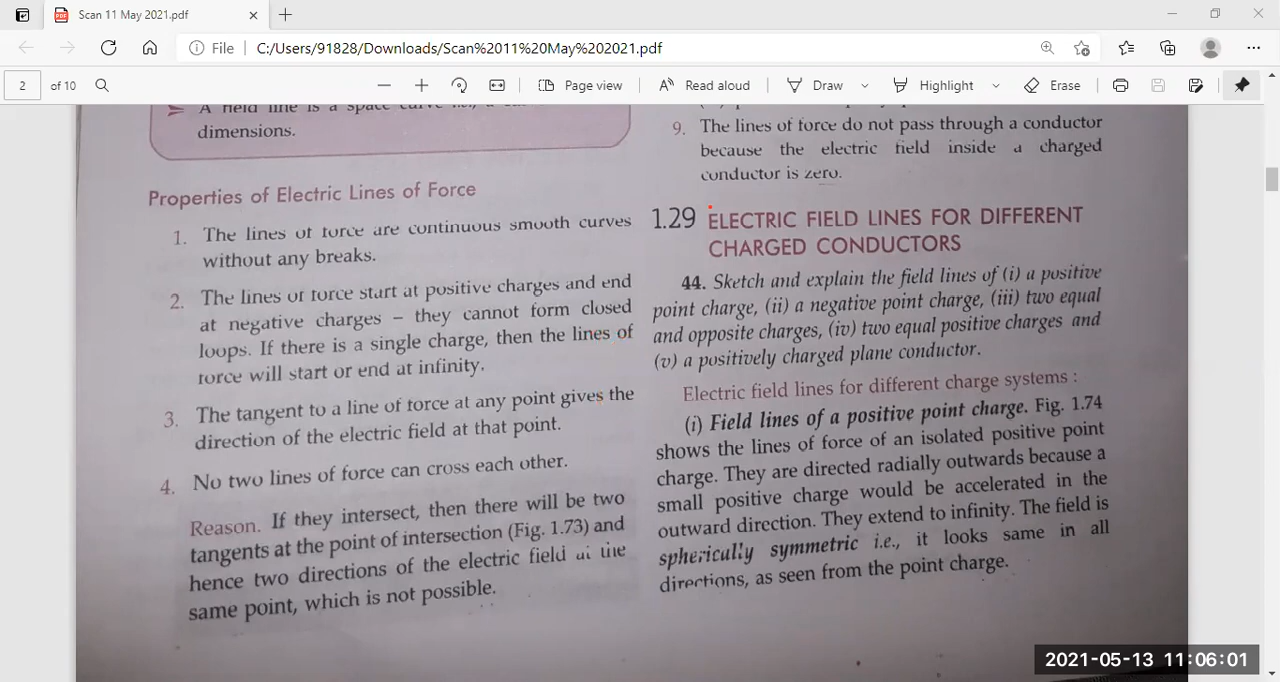 Scan 11 May 2021.pdf
File
C:/Users/91828/Downloads/Scan%2011%20May%202021.pdf
2 of 10
Page view
Read aloud
Draw
Highlight
Erase
A field line is a space curve
dimensions.
Properties of Electric Lines of Force
1. The lines of force are continuous smooth curves
without any breaks.
2. The lines of force start at positive charges and end
at negative charges – they cannot form closed
loops. If there is a single charge, then the lines of
force will start or end at infinity.
3. The tangent to a line of force at any point gives the
direction of the electric field at that point.
4. No two lines of force can cross each other.
Reason. If they intersect, then there will be two
tangents at the point of intersection (Fig. 1.73) and
hence two directions of the electric field at the
same point, which is not possible.
9. The lines of force do not pass through a conductor
because the electric field inside a charged
conductor is zero.
1.29 ELECTRIC FIELD LINES FOR DIFFERENT
CHARGED CONDUCTORS
44. Sketch and explain the field lines of (i) a positive
point charge, (ii) a negative point charge, (iii) two equal
and opposite charges, (iv) two equal positive charges and
(v) a positively charged plane conductor.
Electric field lines for different charge systems :
(i) Field lines of a positive point charge. Fig. 1.74
shows the lines of force of an isolated positive point
charge. They are directed radially outwards because a
small positive charge would be accelerated in the
outward direction. They extend to infinity. The field is
spherically symmetric i.e., it looks same in all
directions, as seen from the point charge.
2021-05-13 11:06:01